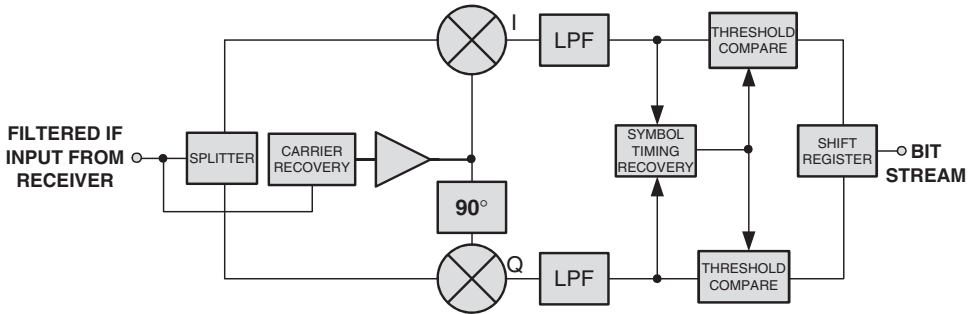 I
LPF
THRESHOLD
COMPARE
FILTERED IF
INPUT FROM
RECEIVER
SPLITTER
CARRIER
RECOVERY
SYMBOL
TIMING
RECOVERY
SHIFT
REGISTER
BIT
STREAM
90°
Q
LPF
THRESHOLD
COMPARE